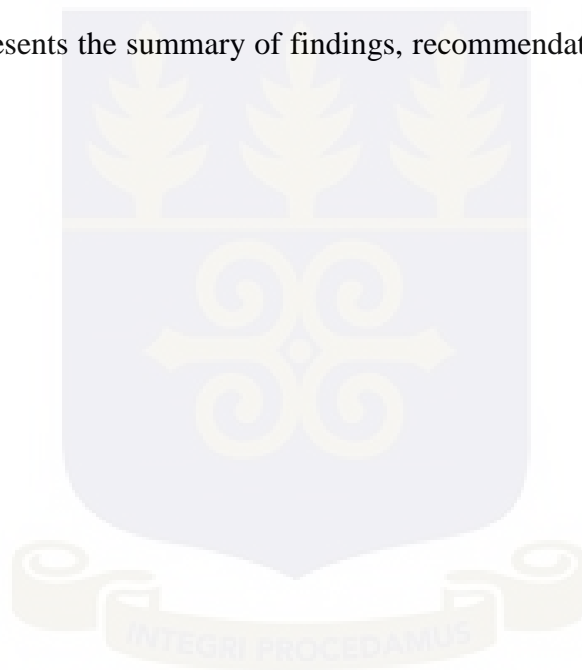 esents the summary of findings, recommendat
INTEGRI PROCEDAMUS